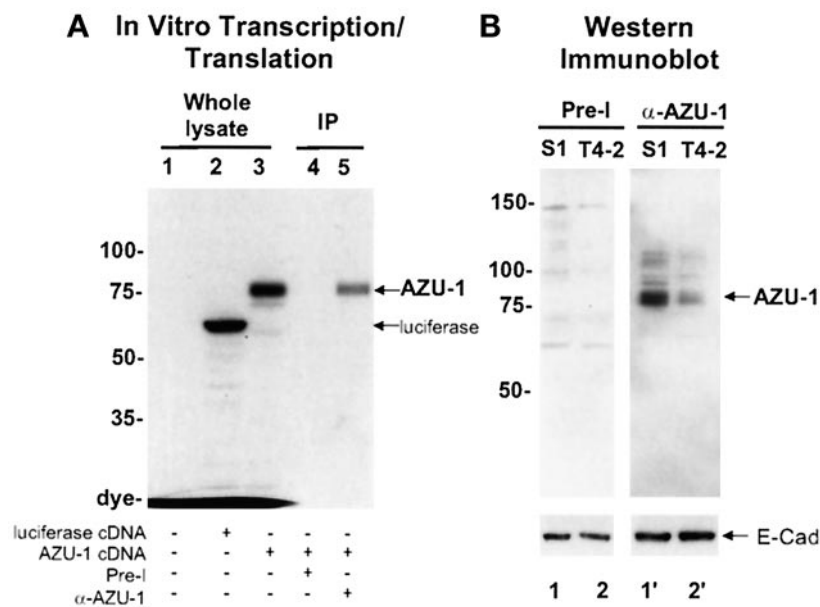 A In Vitro Transcription/
Translation
Whole
lysate
IP
1 2 3 4 5
100-
75-
50-
35-
dye-
AZU-1
luciferase
luciferase cDNA - + - - -
AZU-1 cDNA - - + + +
Pre-I - - - + -
α-AZU-1 - - - - +
B Western
Immunoblot
Pre-I α-AZU-1
S1 T4-2 S1 T4-2
150-
100-
75-
50-
AZU-1
E-Cad
1 2 1' 2'